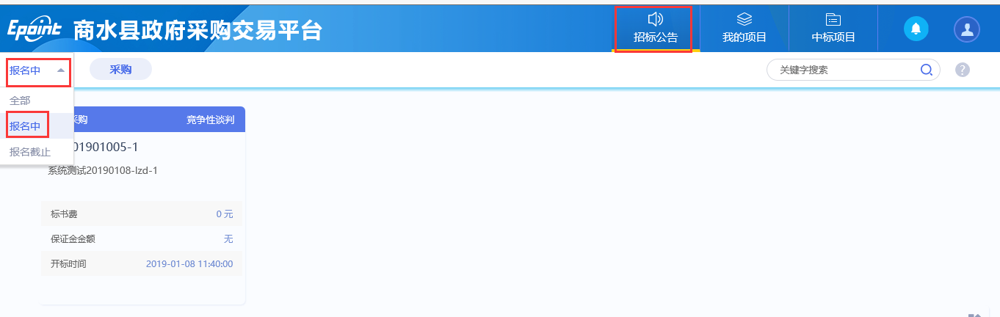 Epoint 商水县政府采购交易平台
招标公告
我的项目
中标项目
报名中
采购
关键字搜索
?
全部
报名中
报名截止
采购
竞争性谈判
01901005-1
系统测试20190108-lzd-1
标书费
0 元
保证金金额
无
开标时间
2019-01-08 11:40:00